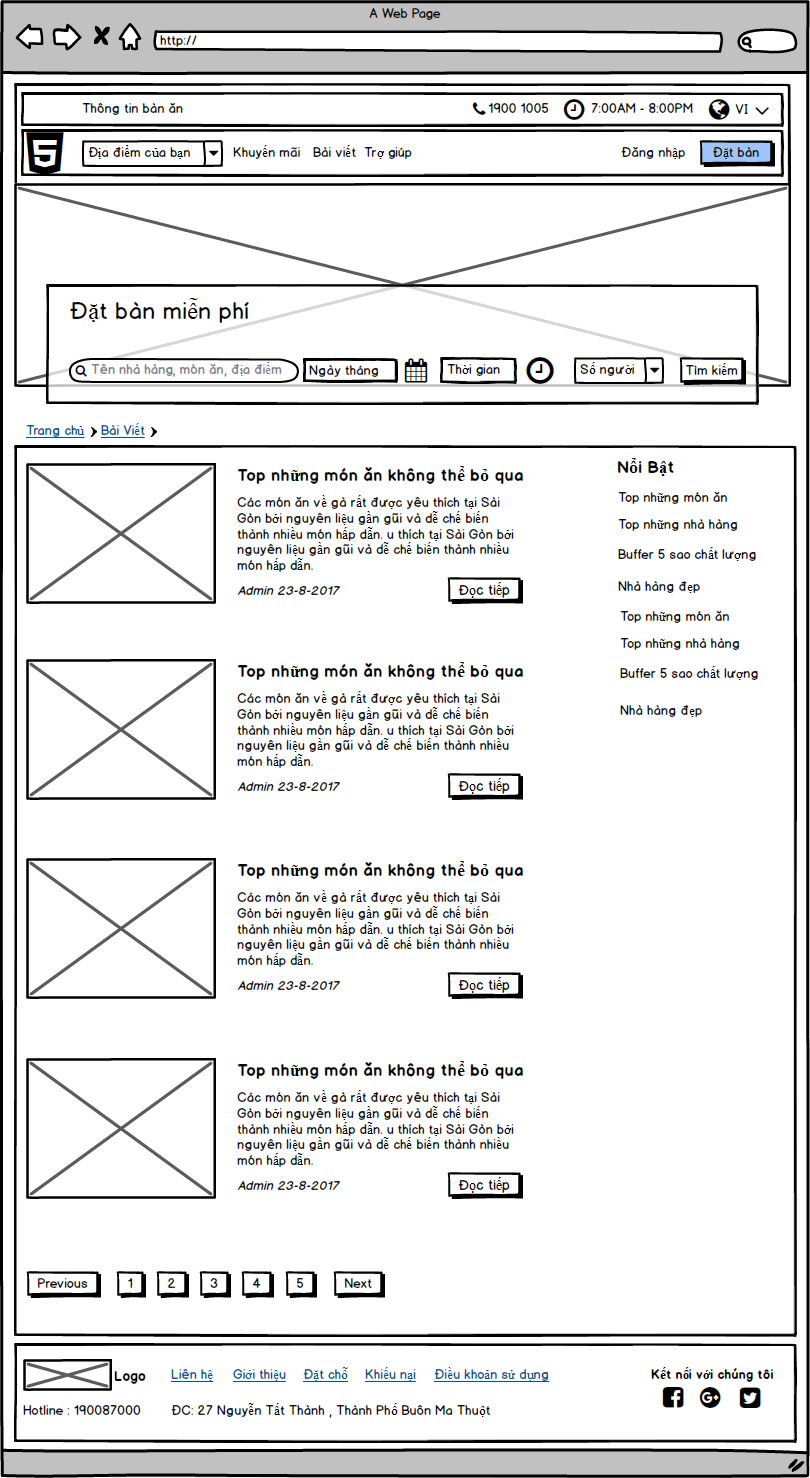 A Web Page
http://
Thông tin bàn ăn
1900 1005
7:00AM - 8:00PM
VI
Địa điểm của bạn
Khuyến mãi
Bài viết
Trợ giúp
Đăng nhập
Đặt bàn
Đặt bàn miễn phí
Tên nhà hàng, món ăn, địa điểm
Ngày tháng
Thời gian
Số người
Tìm kiếm
Trang chủ
Bài Viết
Top những món ăn không thể bỏ qua
Các món ăn về gà rất được yêu thích tại Sài
Gòn bởi nguyên liệu gần gũi và dễ chế biến
thành nhiều món hấp dẫn. u thích tại Sài Gòn bởi
nguyên liệu gần gũi và dễ chế biến thành nhiều
món hấp dẫn.
Admin 23-8-2017
Đọc tiếp
Top những món ăn không thể bỏ qua
Các món ăn về gà rất được yêu thích tại Sài
Gòn bởi nguyên liệu gần gũi và dễ chế biến
thành nhiều món hấp dẫn. u thích tại Sài Gòn bởi
nguyên liệu gần gũi và dễ chế biến thành nhiều
món hấp dẫn.
Admin 23-8-2017
Đọc tiếp
Top những món ăn không thể bỏ qua
Các món ăn về gà rất được yêu thích tại Sài
Gòn bởi nguyên liệu gần gũi và dễ chế biến
thành nhiều món hấp dẫn. u thích tại Sài Gòn bởi
nguyên liệu gần gũi và dễ chế biến thành nhiều
món hấp dẫn.
Admin 23-8-2017
Đọc tiếp
Top những món ăn không thể bỏ qua
Các món ăn về gà rất được yêu thích tại Sài
Gòn bởi nguyên liệu gần gũi và dễ chế biến
thành nhiều món hấp dẫn. u thích tại Sài Gòn bởi
nguyên liệu gần gũi và dễ chế biến thành nhiều
món hấp dẫn.
Admin 23-8-2017
Đọc tiếp
Nổi Bật
Top những món ăn
Top những nhà hàng
Buffer 5 sao chất lượng
Nhà hàng đẹp
Top những món ăn
Top những nhà hàng
Buffer 5 sao chất lượng
Nhà hàng đẹp
Previous
1
2
3
4
5
Next
Logo
Liên hệ
Giới thiệu
Đặt chỗ
Khiếu nại
Điều khoản sử dụng
Kết nối với chúng tôi
Hotline : 190087000
ĐC: 27 Nguyễn Tất Thành , Thành Phố Buôn Ma Thuột